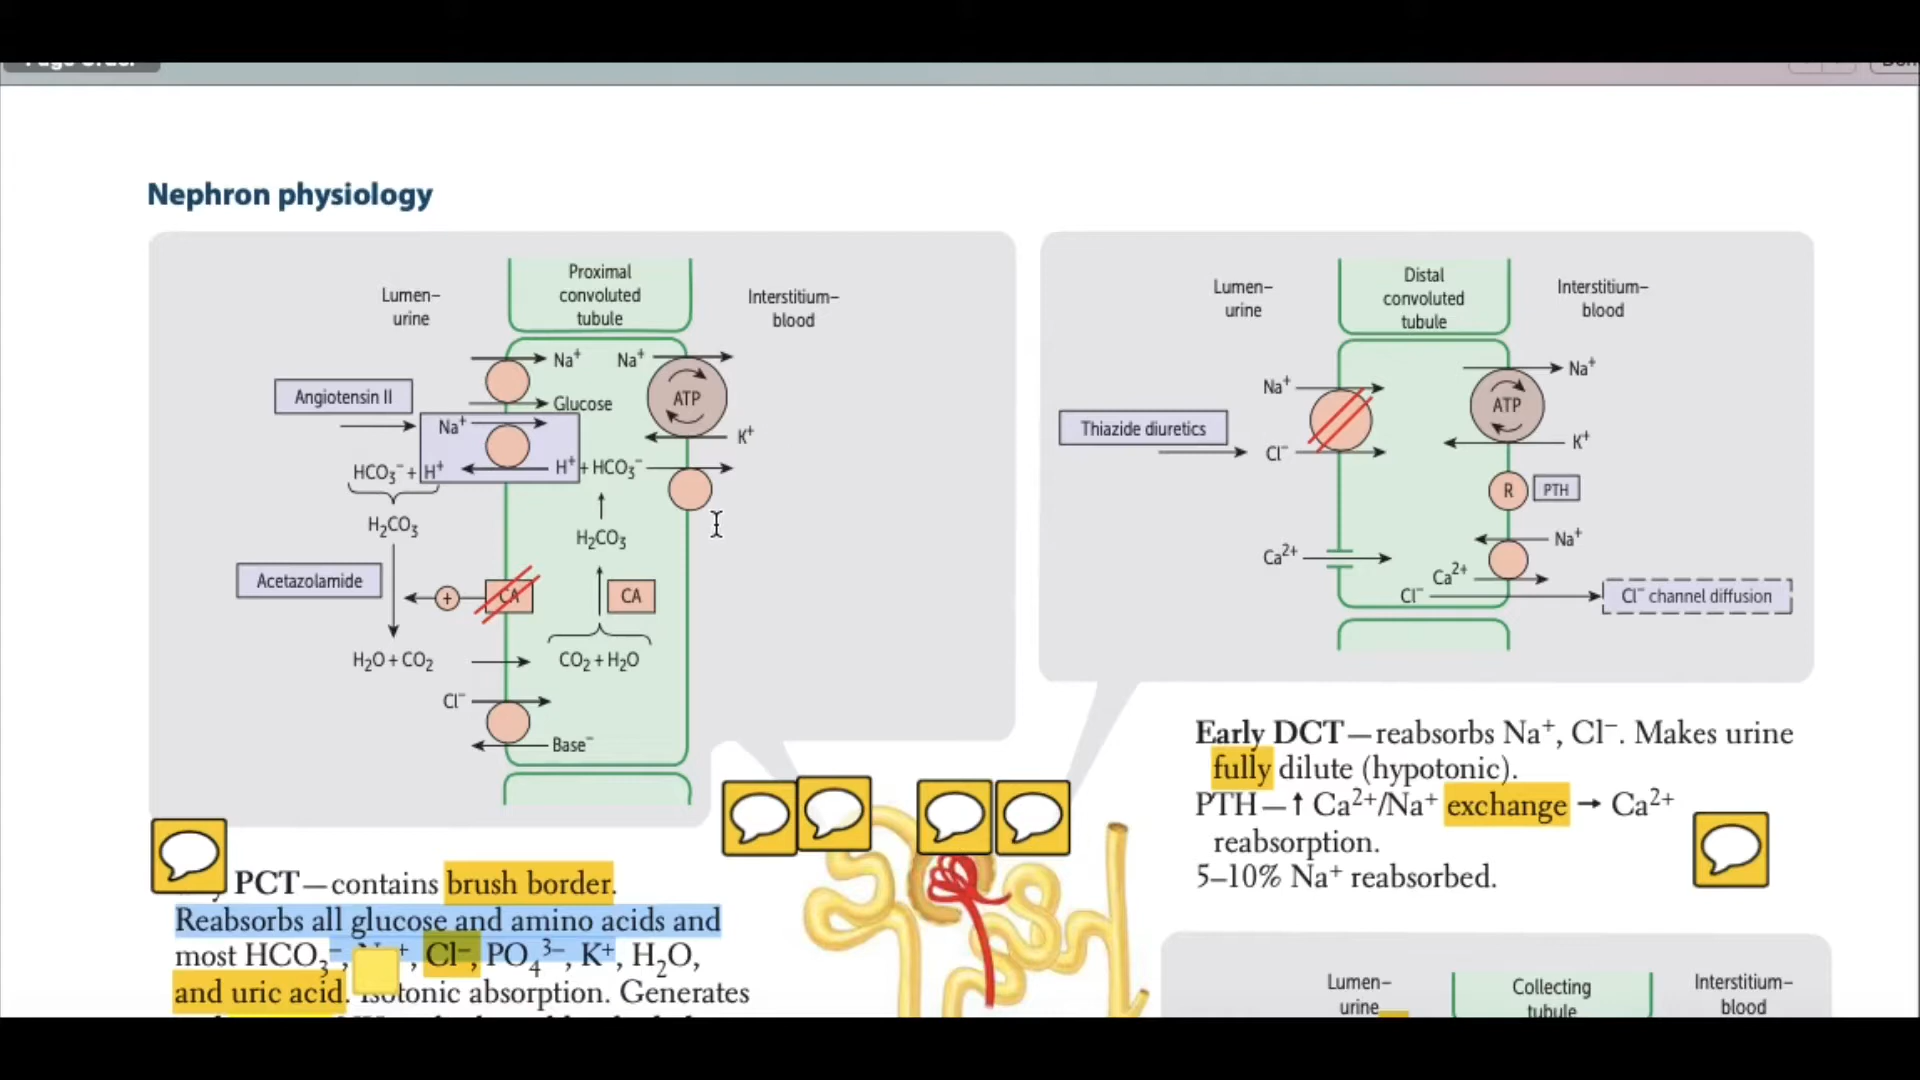 Nephron physiology
Lumen–
urine
Proximal
convoluted
tubule
Interstitium–
blood
Na⁺
Na⁺
Angiotensin II
ATP
Glucose
Na⁺
K⁺
HCO₃⁻ + H⁺
H⁺ + HCO₃⁻
H₂CO₃
H₂CO₃
Acetazolamide
+
CA
CA
H₂O + CO₂
CO₂ + H₂O
Cl⁻
Base⁻
Lumen–
urine
Distal
convoluted
tubule
Interstitium–
blood
Na⁺
Na⁺
ATP
Thiazide diuretics
Cl⁻
K⁺
R
PTH
Na⁺
Ca²⁺
Ca²⁺
Cl⁻
Cl⁻ channel diffusion
PCT—contains brush border.
Reabsorbs all glucose and amino acids and
most HCO₃⁻, Na⁺, Cl⁻, PO₄³⁻, K⁺, H₂O,
and uric acid. Isotonic absorption. Generates
Early DCT—reabsorbs Na⁺, Cl⁻. Makes urine
fully dilute (hypotonic).
PTH—↑ Ca²⁺/Na⁺ exchange → Ca²⁺
reabsorption.
5–10% Na⁺ reabsorbed.
Lumen–
urine
Collecting
tubule
Interstitium–
blood